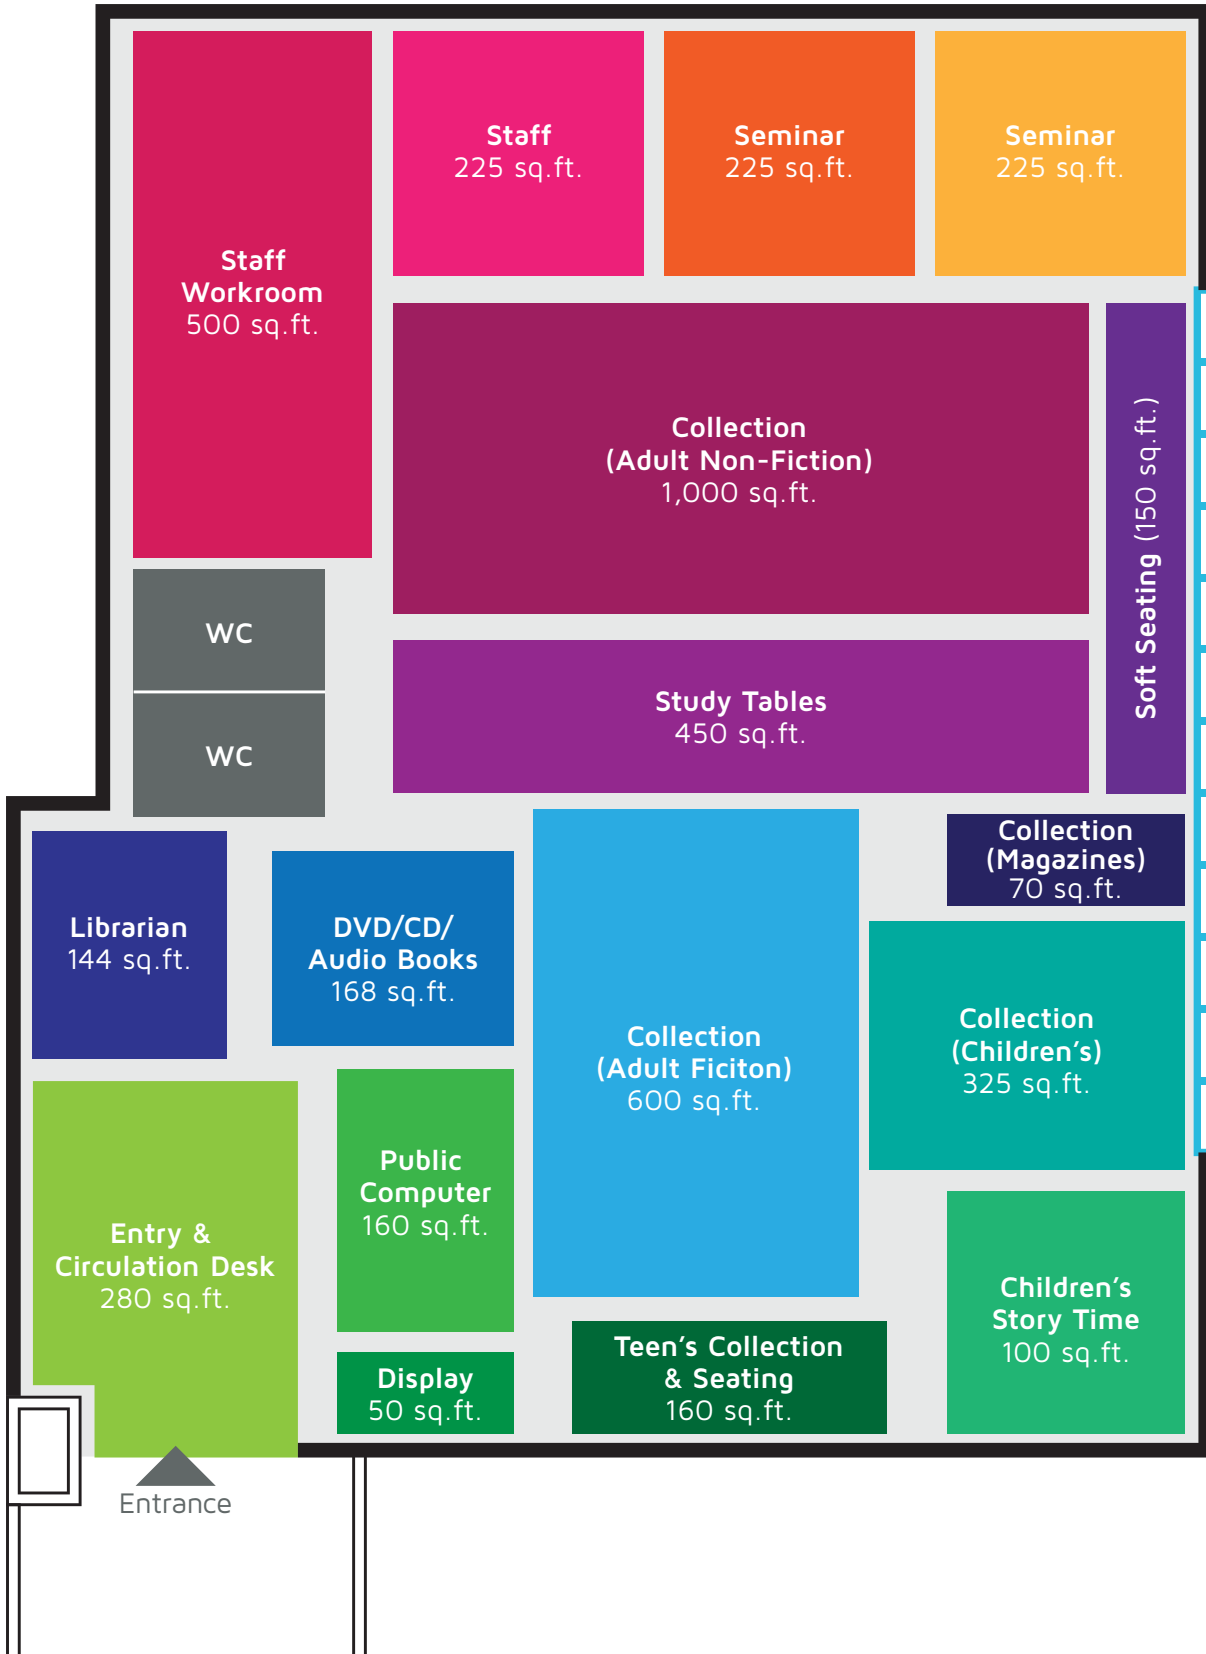 Staff
225 sq.ft.
Seminar
225 sq.ft.
Seminar
225 sq.ft.
Staff
Workroom
500 sq.ft.
Collection
(Adult Non-Fiction)
1,000 sq.ft.
Soft Seating (150 sq.ft.)
WC
WC
Study Tables
450 sq.ft.
Collection
(Magazines)
70 sq.ft.
Librarian
144 sq.ft.
DVD/CD/
Audio Books
168 sq.ft.
Collection
(Adult Ficiton)
600 sq.ft.
Collection
(Children's)
325 sq.ft.
Public
Computer
160 sq.ft.
Entry &
Circulation Desk
280 sq.ft.
Children's
Story Time
100 sq.ft.
Display
50 sq.ft.
Teen's Collection
& Seating
160 sq.ft.
Entrance